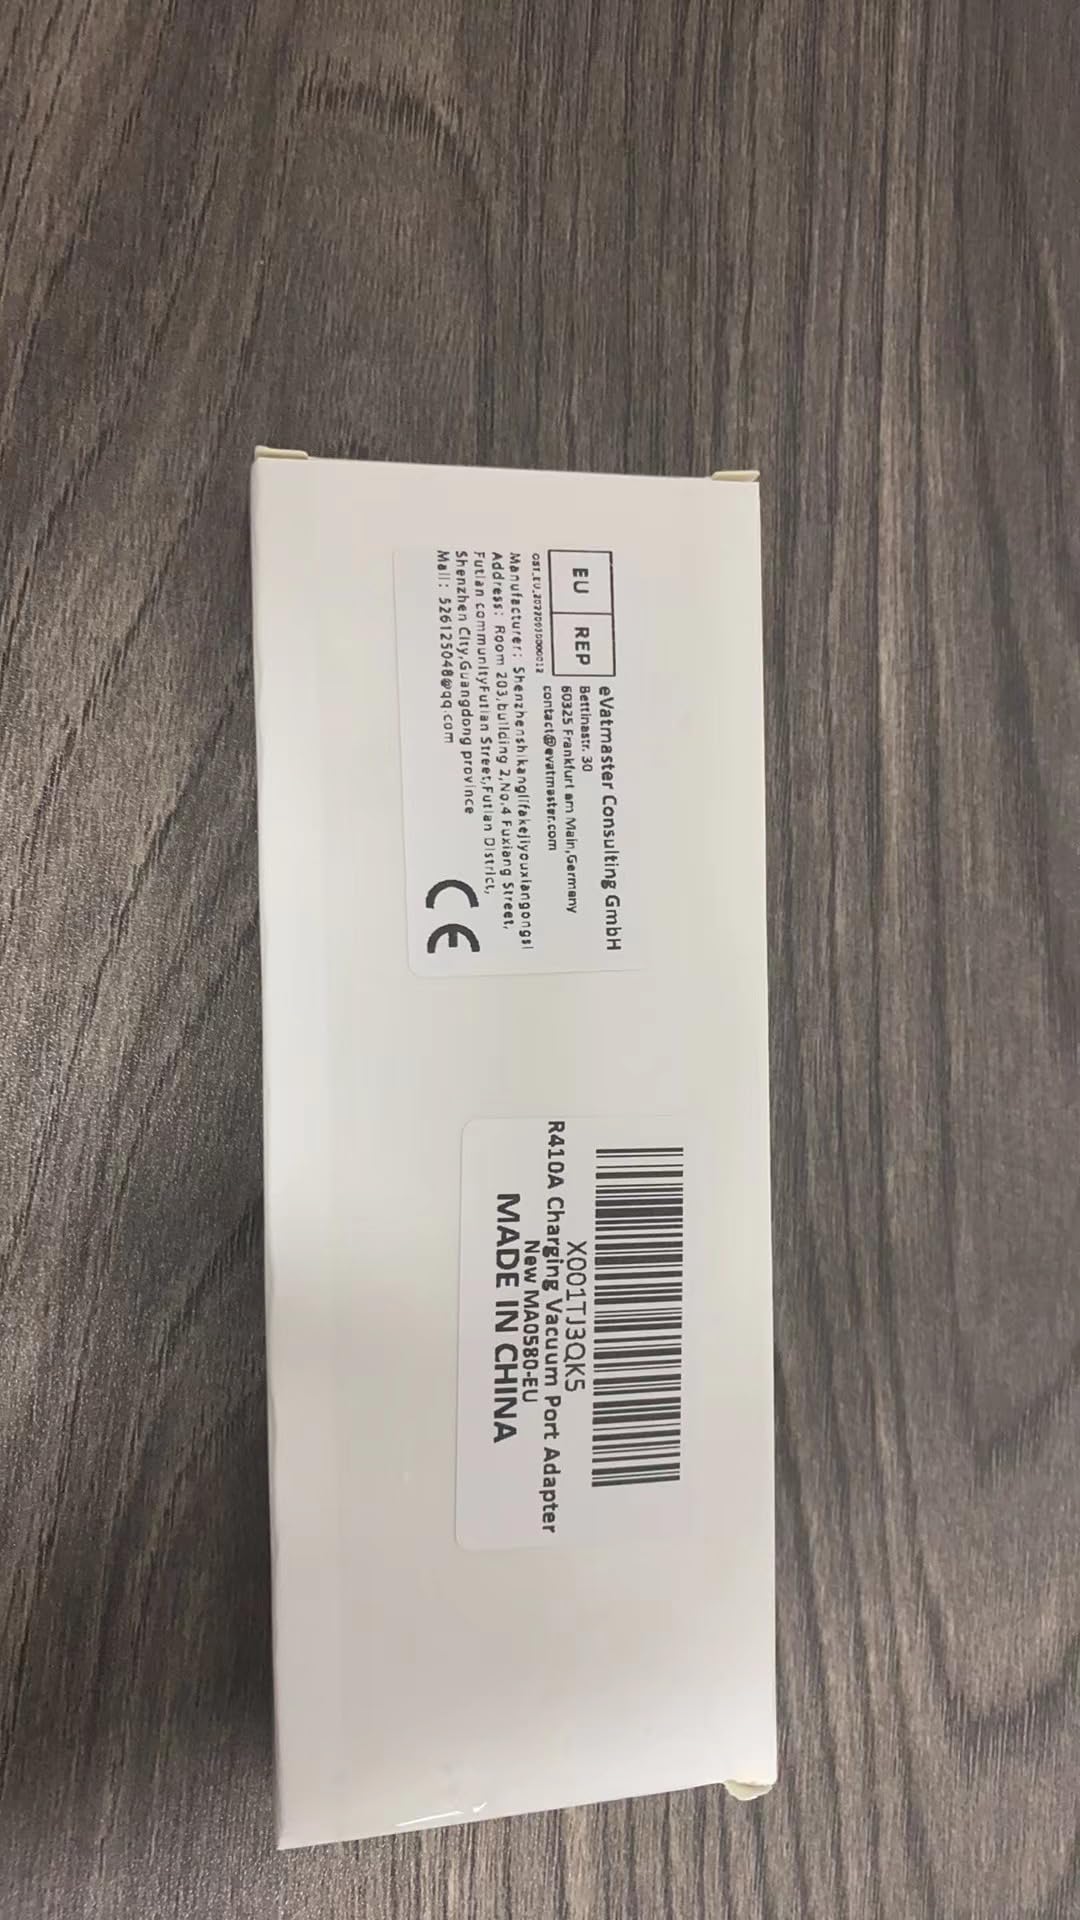 EU REP
eVatmaster Consulting GmbH
Bettinastr. 30
60325 Frankfurt am Main,Germany
contact@evatmaster.com
Manufacturer: Shenzhenshikanglifakejiyouxiangongsi
Address: Room 203,building 2,No.4 Fuxiang Street,
Futian communityFutian Street,Futian District,
Shenzhen City,Guangdong province
Mail: 526125048@qq.com
CE
X001TJ3QK5
R410A Charging Vacuum Port Adapter
New MA0580-EU
MADE IN CHINA